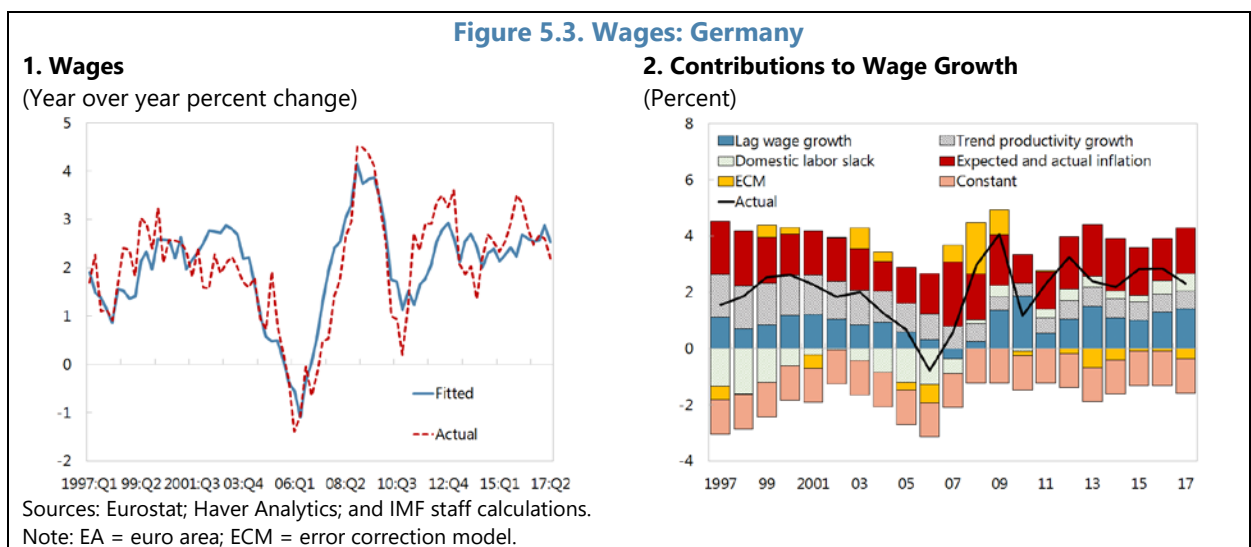 Figure 5.3. Wages: Germany
1. Wages
(Year over year percent change)
5
4
3
2
1
0
-1
-2
Fitted
Actual
1997:Q1 99:Q2 2001:Q3 03:Q4 06:Q1 08:Q2 10:Q3 12:Q4 15:Q1 17:Q2
2. Contributions to Wage Growth
(Percent)
8
6
4
2
0
-2
-4
Lag wage growth Trend productivity growth
Domestic labor slack Expected and actual inflation
ECM Constant
Actual
1997 99 2001 03 05 07 09 11 13 15 17
Sources: Eurostat; Haver Analytics; and IMF staff calculations.
Note: EA = euro area; ECM = error correction model.